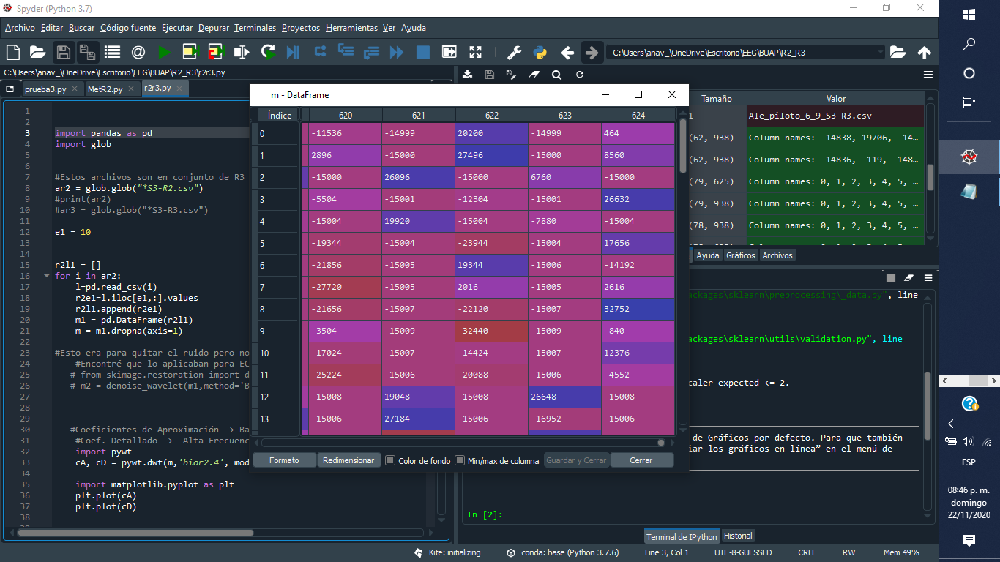 Spyder (Python 3.7)
Archivo Editar Buscar Código fuente Ejecutar Depurar Terminales Proyectos Herramientas Ver Ayuda
C:\Users\anav_\OneDrive\Escritorio\EEG\BUAP\R2_R3
C:\Users\anav_\OneDrive\Escritorio\EEG\BUAP\R2_R3\r2r3.py
prueba3.py MetR2.py r2r3.py
1
2
3 import pandas as pd
4 import glob
5
6
7 #Estos archivos son en conjunto de R3
8 ar2 = glob.glob("*S3-R2.csv")
9 #print(ar2)
10 #ar3 = glob.glob("*S3-R3.csv")
11
12 e1 = 10
13
14
15 r2l1 = []
16 for i in ar2:
17 l=pd.read_csv(i)
18 r2e1=l.iloc[e1,:].values
19 r2l1.append(r2e1)
20 m1 = pd.DataFrame(r2l1)
21 m = m1.dropna(axis=1)
22
23 #Esto era para quitar el ruido pero no
24 #Encontré que lo aplicaban para EC
25 # from skimage.restoration import d
26 # m2 = denoise_wavelet(m1,method='B
27
28
29
30 #Coeficientes de Aproximación -> Ba
31 #Coef. Detallado -> Alta Frecuenc
32 import pywt
33 cA, cD = pywt.dwt(m,'bior2.4', mod
34
35 import matplotlib.pyplot as plt
36 plt.plot(cA)
37 plt.plot(cD)
38
m - DataFrame
Índice 620 621 622 623 624
0 -11536 -14999 20200 -14999 464
1 2896 -15000 27496 -15000 8560
2 -15000 26096 -15000 6760 -15000
3 -5504 -15001 -12304 -15001 26632
4 -15004 19920 -15004 -7880 -15004
5 -19344 -15004 -23944 -15004 17656
6 -21856 -15005 19344 -15006 -14192
7 -27720 -15005 2016 -15005 2616
8 -21656 -15007 -22120 -15007 32752
9 -3504 -15009 -32440 -15009 -840
10 -17024 -15007 -14424 -15007 12376
11 -25224 -15006 -20088 -15006 -4552
12 -15008 19048 -15008 26648 -15008
13 -15006 27184 -15006 -16952 -15006
Formato Redimensionar Color de fondo Min/max de columna Guardar y Cerrar Cerrar
Tamaño Valor
1 Ale_piloto_6_9_S3-R3.csv
(62, 938) Column names: -14838, 19706, -14…
(62, 938) Column names: -14836, -119, -148…
(79, 625) Column names: 0, 1, 2, 3, 4, 5, …
(79, 938) Column names: 0, 1, 2, 3, 4, 5, …
(78, 938) Column names: 0, 1, 2, 3, 4, 5, …
Ayuda Gráficos Archivos
ackages\sklearn\preprocessing\_data.py", line
ackages\sklearn\utils\validation.py", line
caler expected <= 2.
de Gráficos por defecto. Para que también
iar los gráficos en línea” en el menú de
In [2]:
Terminal de IPython Historial
Kite: initializing conda: base (Python 3.7.6) Line 3, Col 1 UTF-8-GUESSED CRLF RW Mem 49%
ESP
08:46 p. m.
domingo
22/11/2020